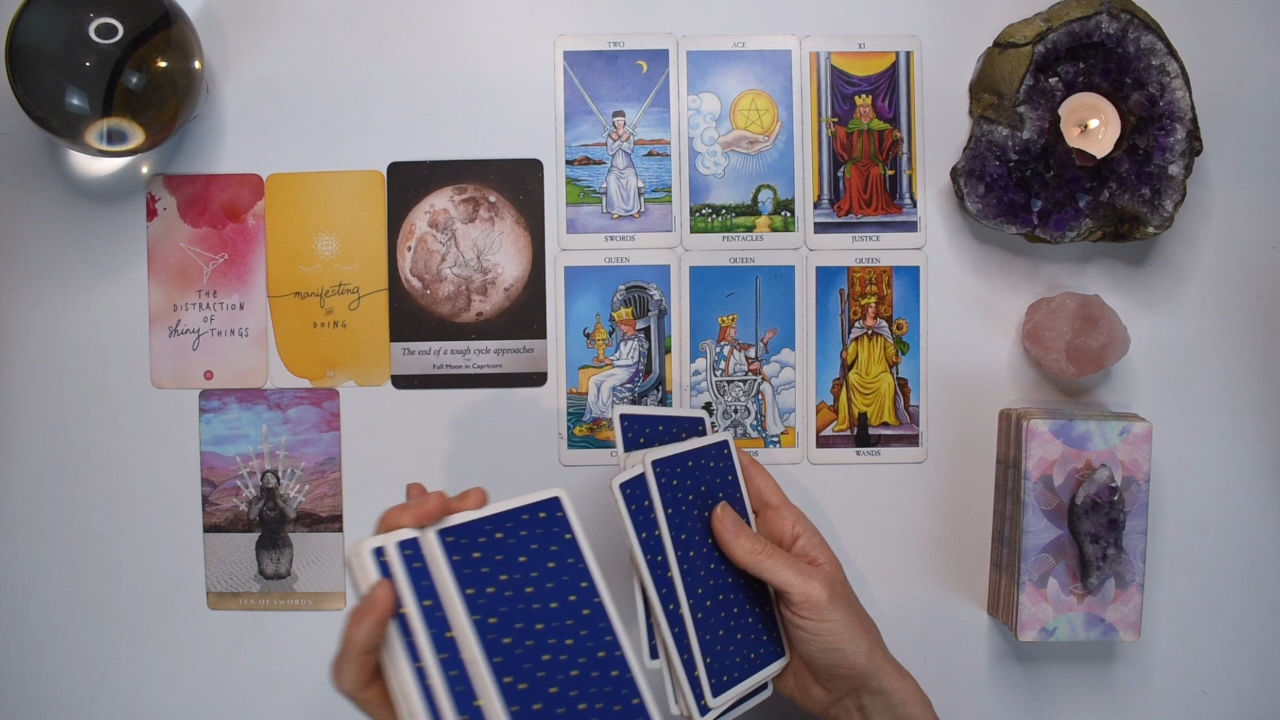 THE
DISTRACTION
OF
shiny THINGS
manifesting
DOING
The end of a tough cycle approaches
Full Moon in Capricorn
TEN OF SWORDS
TWO
SWORDS
ACE
PENTACLES
XI
JUSTICE
QUEEN
QUEEN
QUEEN
WANDS